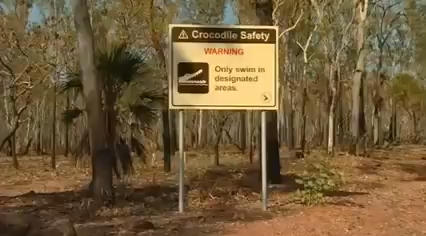 Crocodile Safety
WARNING
Only swim in
designated
areas.